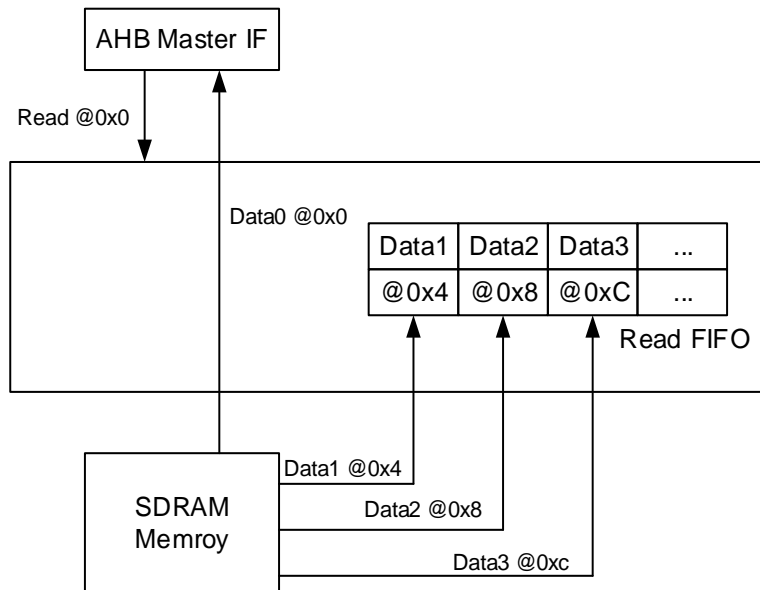 AHB Master IF
Read @0x0
Data0 @0x0
Data1 Data2 Data3 ...
@0x4 @0x8 @0xC ...
Read FIFO
Data1 @0x4
SDRAM
Memroy
Data2 @0x8
Data3 @0xc